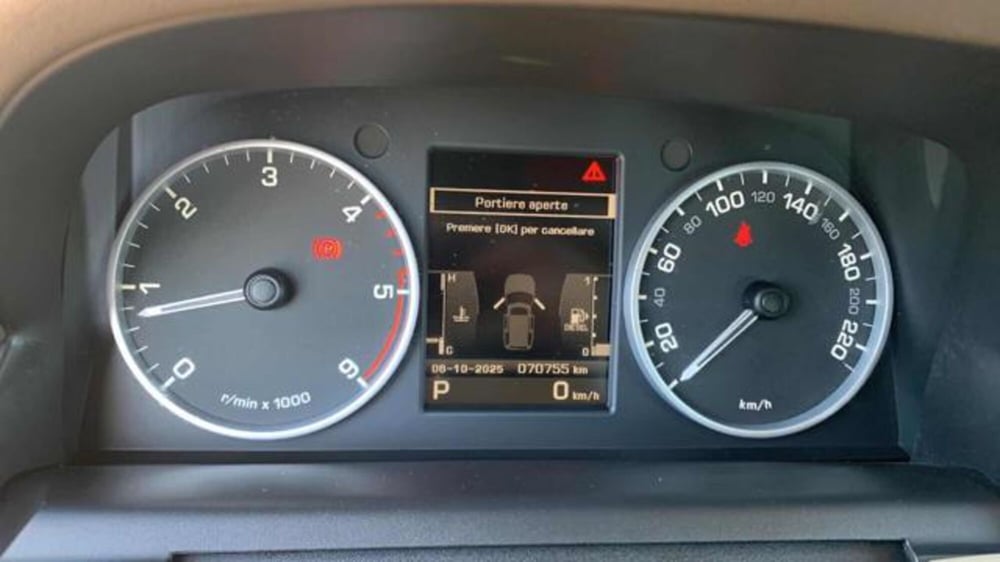 0
1
2
3
4
5
6
r/min x 1000
Portiere aperte
Premere [OK] per cancellare
H
C
1
DIESEL
0
08-10-2025 070755 km
P 0 km/h
20
40
60
80
100
120
140
160
180
200
220
km/h